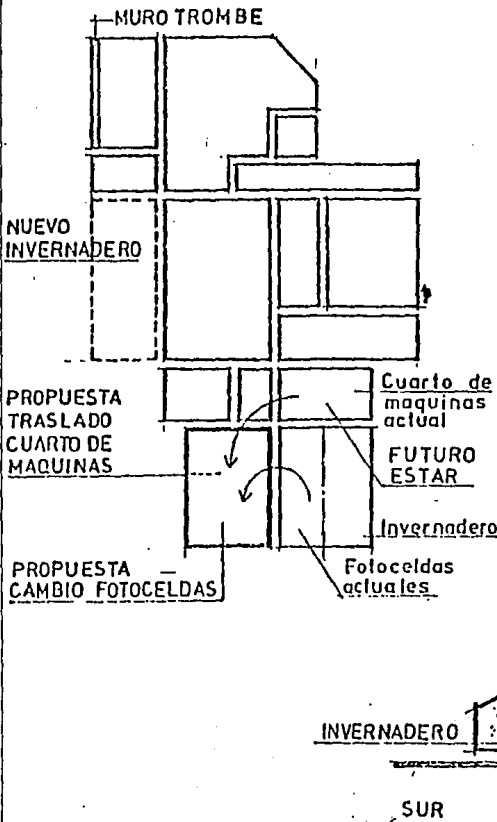 MURO TROMBE
NUEVO
INVERNADERO
Cuarto de
maquinas
actual
PROPUESTA
TRASLADO
CUARTO DE
MAQUINAS
FUTURO
ESTAR
Invernadero
Fotoceldas
actuales
PROPUESTA
CAMBIO FOTOCELDAS
INVERNADERO
SUR